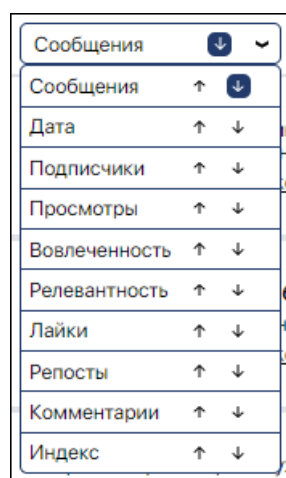 Сообщения
Сообщения
Дата
Подписчики
Просмотры
Вовлеченность
Релевантность
Лайки
Репосты
Комментарии
Индекс